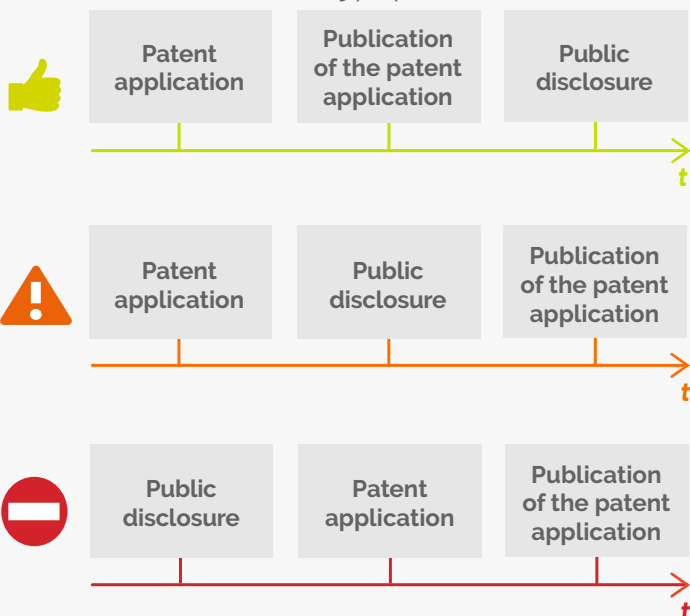 Patent
application
Publication
of the patent
application
Public
disclosure
t
Patent
application
Public
disclosure
Publication
of the patent
application
t
Public
disclosure
Patent
application
Publication
of the patent
application
t